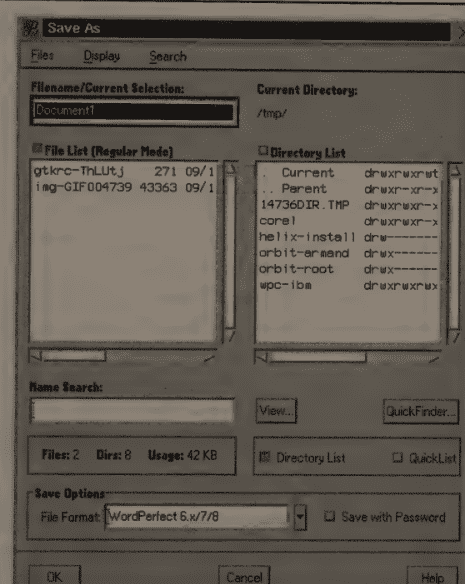 Save As
Files Display Search
Filename/Current Selection:
Document1
Current Directory:
/tmp/
File List (Regular Mode)
gtkrc-ThLUtj 271 09/1
img-GIF004739 43363 09/1
Directory List
. Current drwxrwxrwt
.. Parent drwxr-xr-x
14736DIR.TMP drwxrwxr-x
corel drwxrwxr-x
helix-install drw------
orbit-armand drwx------
orbit-root drwx------
wpc-ibm drwxrwxrwx
Name Search:
View... QuickFinder...
Files: 2 Dirs: 8 Usage: 42 KB
Directory List QuickList
Save Options
File Format: WordPerfect 6.x/7/8
Save with Password
OK Cancel Help